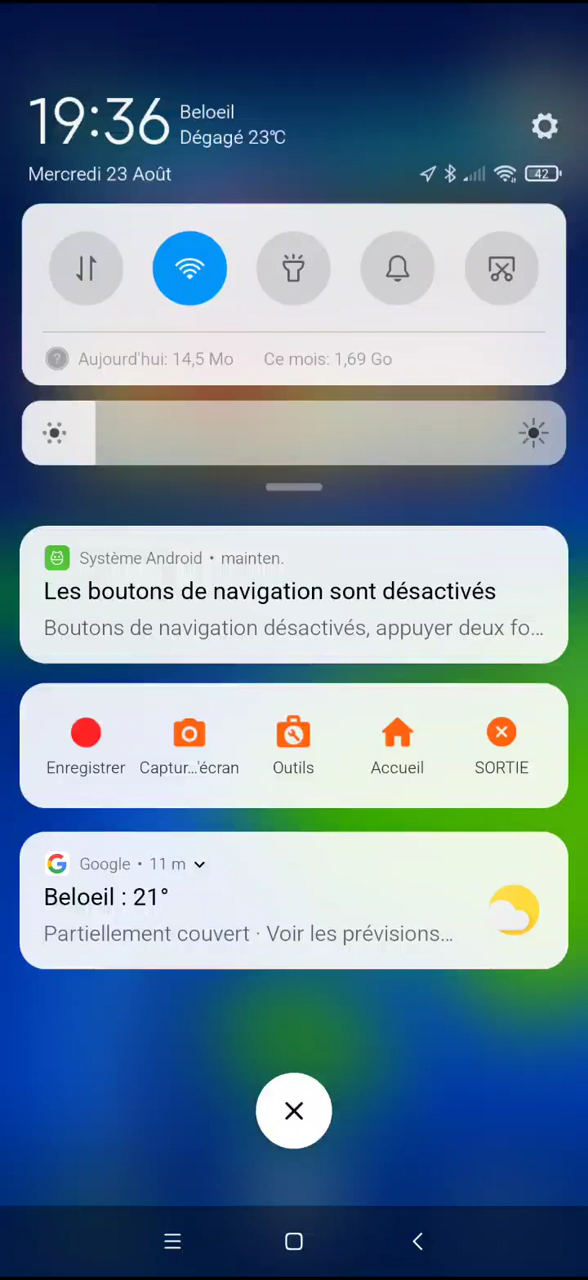 19:36
Beloeil
Dégagé 23℃
Mercredi 23 Août
42
Aujourd'hui: 14,5 Mo Ce mois: 1,69 Go
Système Android • mainten.
Les boutons de navigation sont désactivés
Boutons de navigation désactivés, appuyer deux fo...
Enregistrer Captur...'écran Outils Accueil SORTIE
Google • 11 m
Beloeil : 21°
Partiellement couvert · Voir les prévisions...